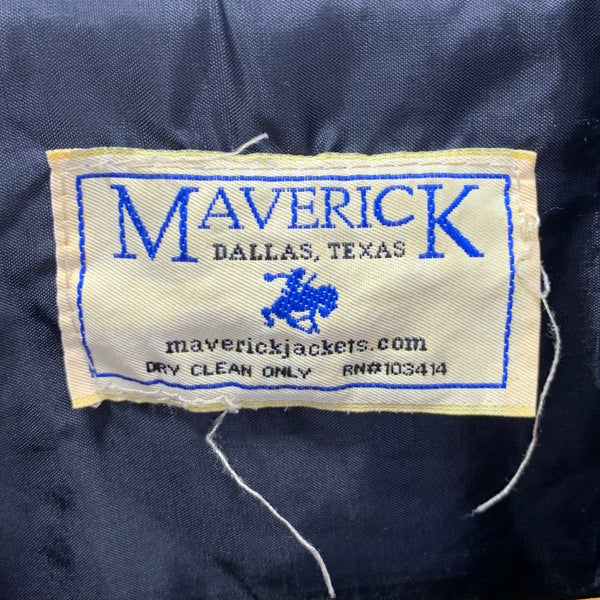 MAVERICK
DALLAS, TEXAS
maverickjackets.com
DRY CLEAN ONLY RN#103414